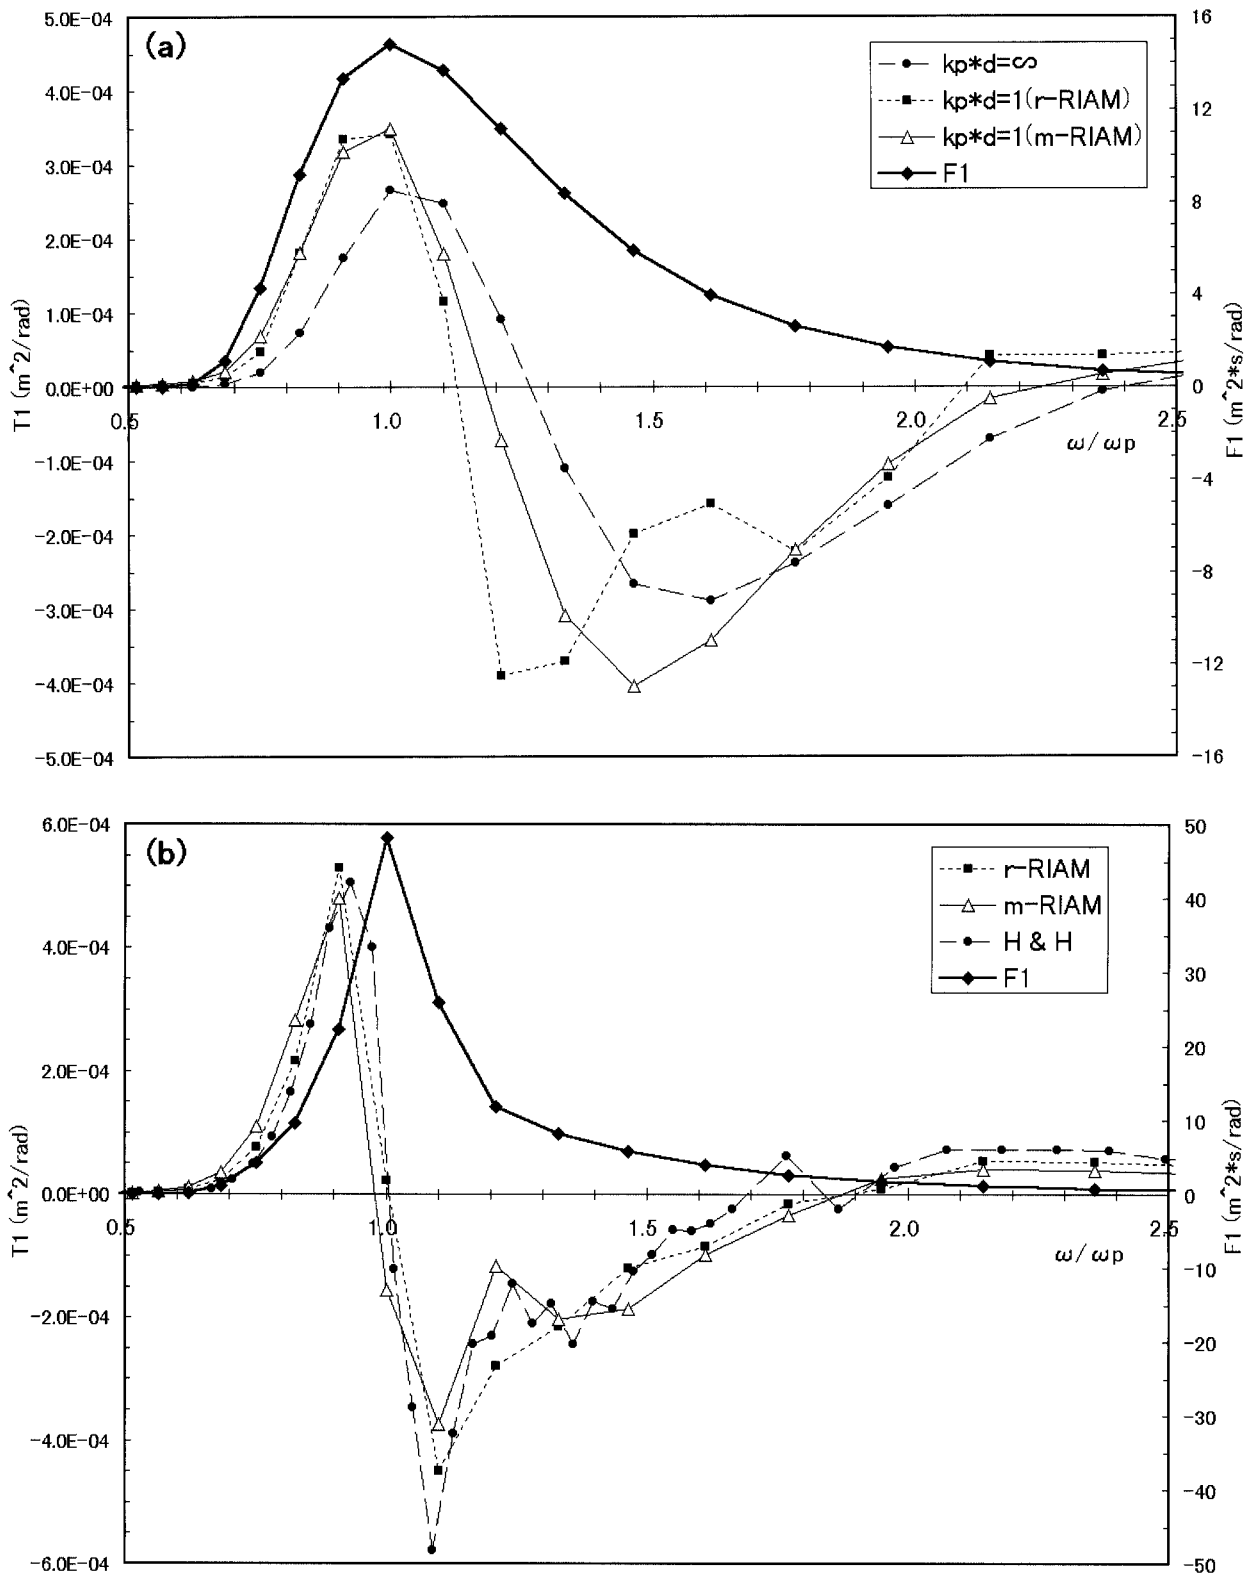 (a)
5.0E-04
4.0E-04
3.0E-04
2.0E-04
1.0E-04
0.0E+00
-1.0E-04
-2.0E-04
-3.0E-04
-4.0E-04
-5.0E-04
T1 (m^2/rad)
0.5
1.0
1.5
2.0
2.5
ω/ωp
16
12
8
4
0
-4
-8
-12
-16
F1 (m^2*s/rad)
kp*d=∞
kp*d=1(r-RIAM)
kp*d=1(m-RIAM)
F1
(b)
6.0E-04
4.0E-04
2.0E-04
0.0E+00
-2.0E-04
-4.0E-04
-6.0E-04
T1 (m^2/rad)
0.5
1.0
1.5
2.0
2.5
ω/ωp
50
40
30
20
10
0
-10
-20
-30
-40
-50
F1 (m^2*s/rad)
r-RIAM
m-RIAM
H & H
F1